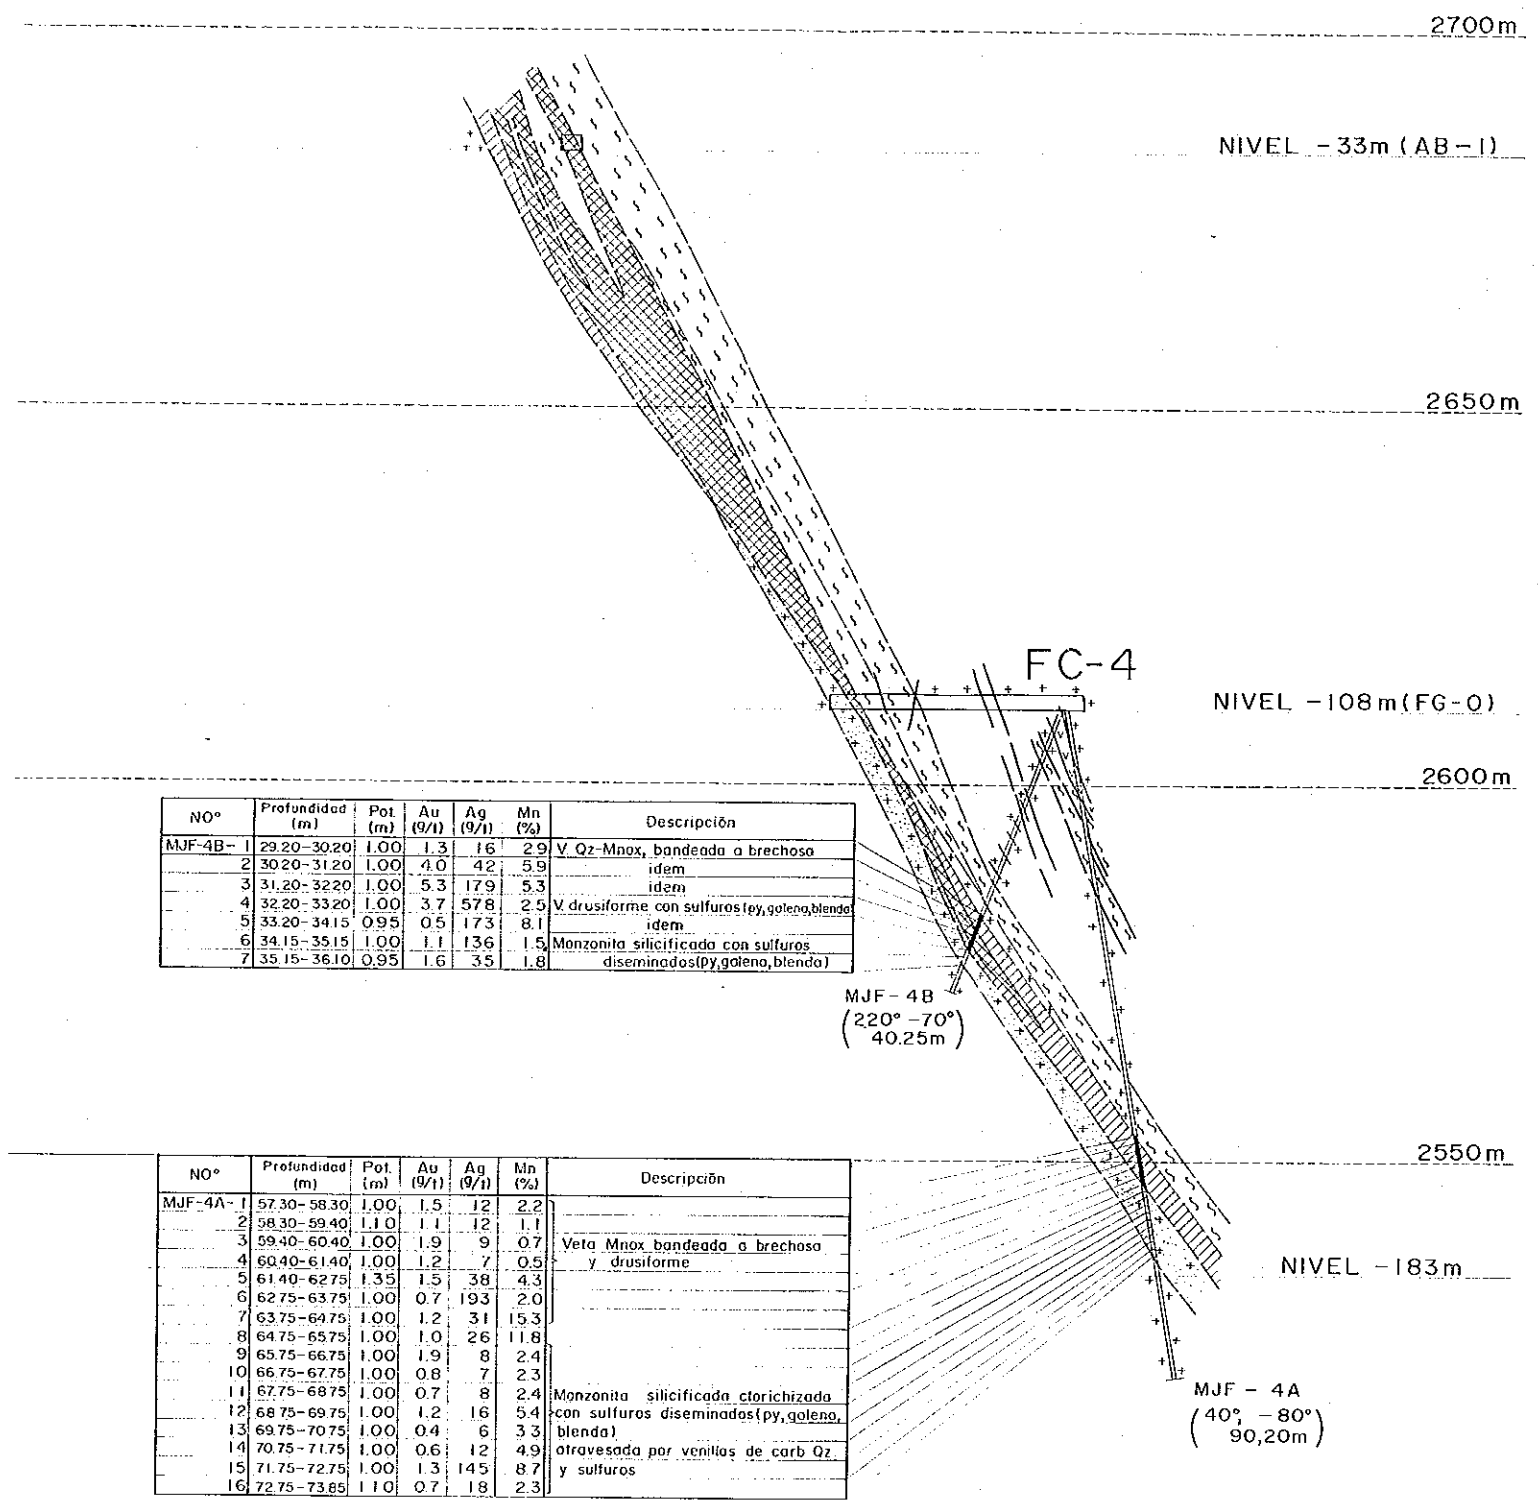 2700m
NIVEL -33m (AB-1)
2650m
FC-4
NIVEL -108m (FG-0)
2600m
NO° Profundidad (m) Pot. (m) Au (g/t) Ag (g/t) Mn (%) Descripción
MJF-4B- 1 29.20-30.20 1.00 1.3 16 2.9 V. Qz-Mnox, bandeada a brechosa
2 30.20-31.20 1.00 4.0 42 5.9 idem
3 31.20-32.20 1.00 5.3 179 5.3 idem
4 32.20-33.20 1.00 3.7 578 2.5 V. drusiforme con sulfuros (py, galena, blenda)
5 33.20-34.15 0.95 0.5 173 8.1 idem
6 34.15-35.15 1.00 1.1 136 1.5 Monzonita silicificada con sulfuros
7 35.15-36.10 0.95 1.6 35 1.8 diseminados (py, galena, blenda)
MJF-4B
(220° -70°)
40.25m
2550m
NO° Profundidad (m) Pot. (m) Au (g/t) Ag (g/t) Mn (%) Descripción
MJF-4A- 1 57.30-58.30 1.00 1.5 12 2.2
2 58.30-59.40 1.10 1.1 12 1.1
3 59.40-60.40 1.00 1.9 9 0.7 Veta Mnox bandeada a brechosa
4 60.40-61.40 1.00 1.2 7 0.5 y drusiforme
5 61.40-62.75 1.35 1.5 38 4.3
6 62.75-63.75 1.00 0.7 193 2.0
7 63.75-64.75 1.00 1.2 31 15.3
8 64.75-65.75 1.00 1.0 26 11.8
9 65.75-66.75 1.00 1.9 8 2.4
10 66.75-67.75 1.00 0.8 7 2.3
11 67.75-68.75 1.00 0.7 8 2.4 Monzonita silicificada clorichizada
12 68.75-69.75 1.00 1.2 16 5.4 con sulfuros diseminados (py, galena,
13 69.75-70.75 1.00 0.4 6 3.3 blenda)
14 70.75-71.75 1.00 0.6 12 4.9 atravesada por venillas de carb Qz
15 71.75-72.75 1.00 1.3 145 8.7 y sulfuros
16 72.75-73.85 1.10 0.7 18 2.3
NIVEL -183m
MJF - 4A
(40°, -80°)
90,20m